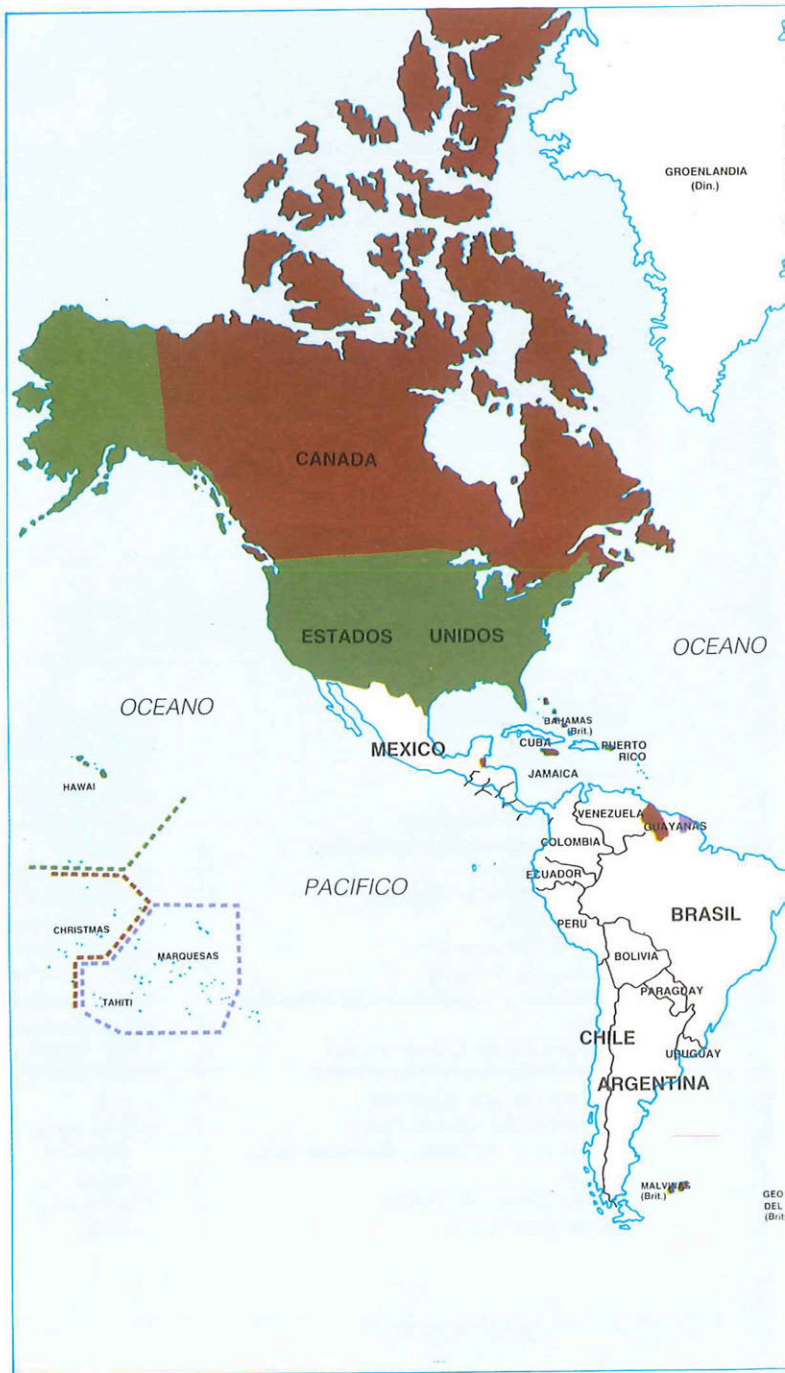 GROENLANDIA
(Din.)
CANADA
ESTADOS UNIDOS
OCEANO
OCEANO
BAHAMAS
(Brit.)
MEXICO
CUBA
PUERTO
RICO
JAMAICA
HAWAI
VENEZUELA
GUAYANAS
COLOMBIA
ECUADOR
PACIFICO
BRASIL
PERU
CHRISTMAS
MARQUESAS
BOLIVIA
TAHITI
PARAGUAY
CHILE
URUGUAY
ARGENTINA
MALVINAS
(Brit.)
GEO
DEL
(Brit